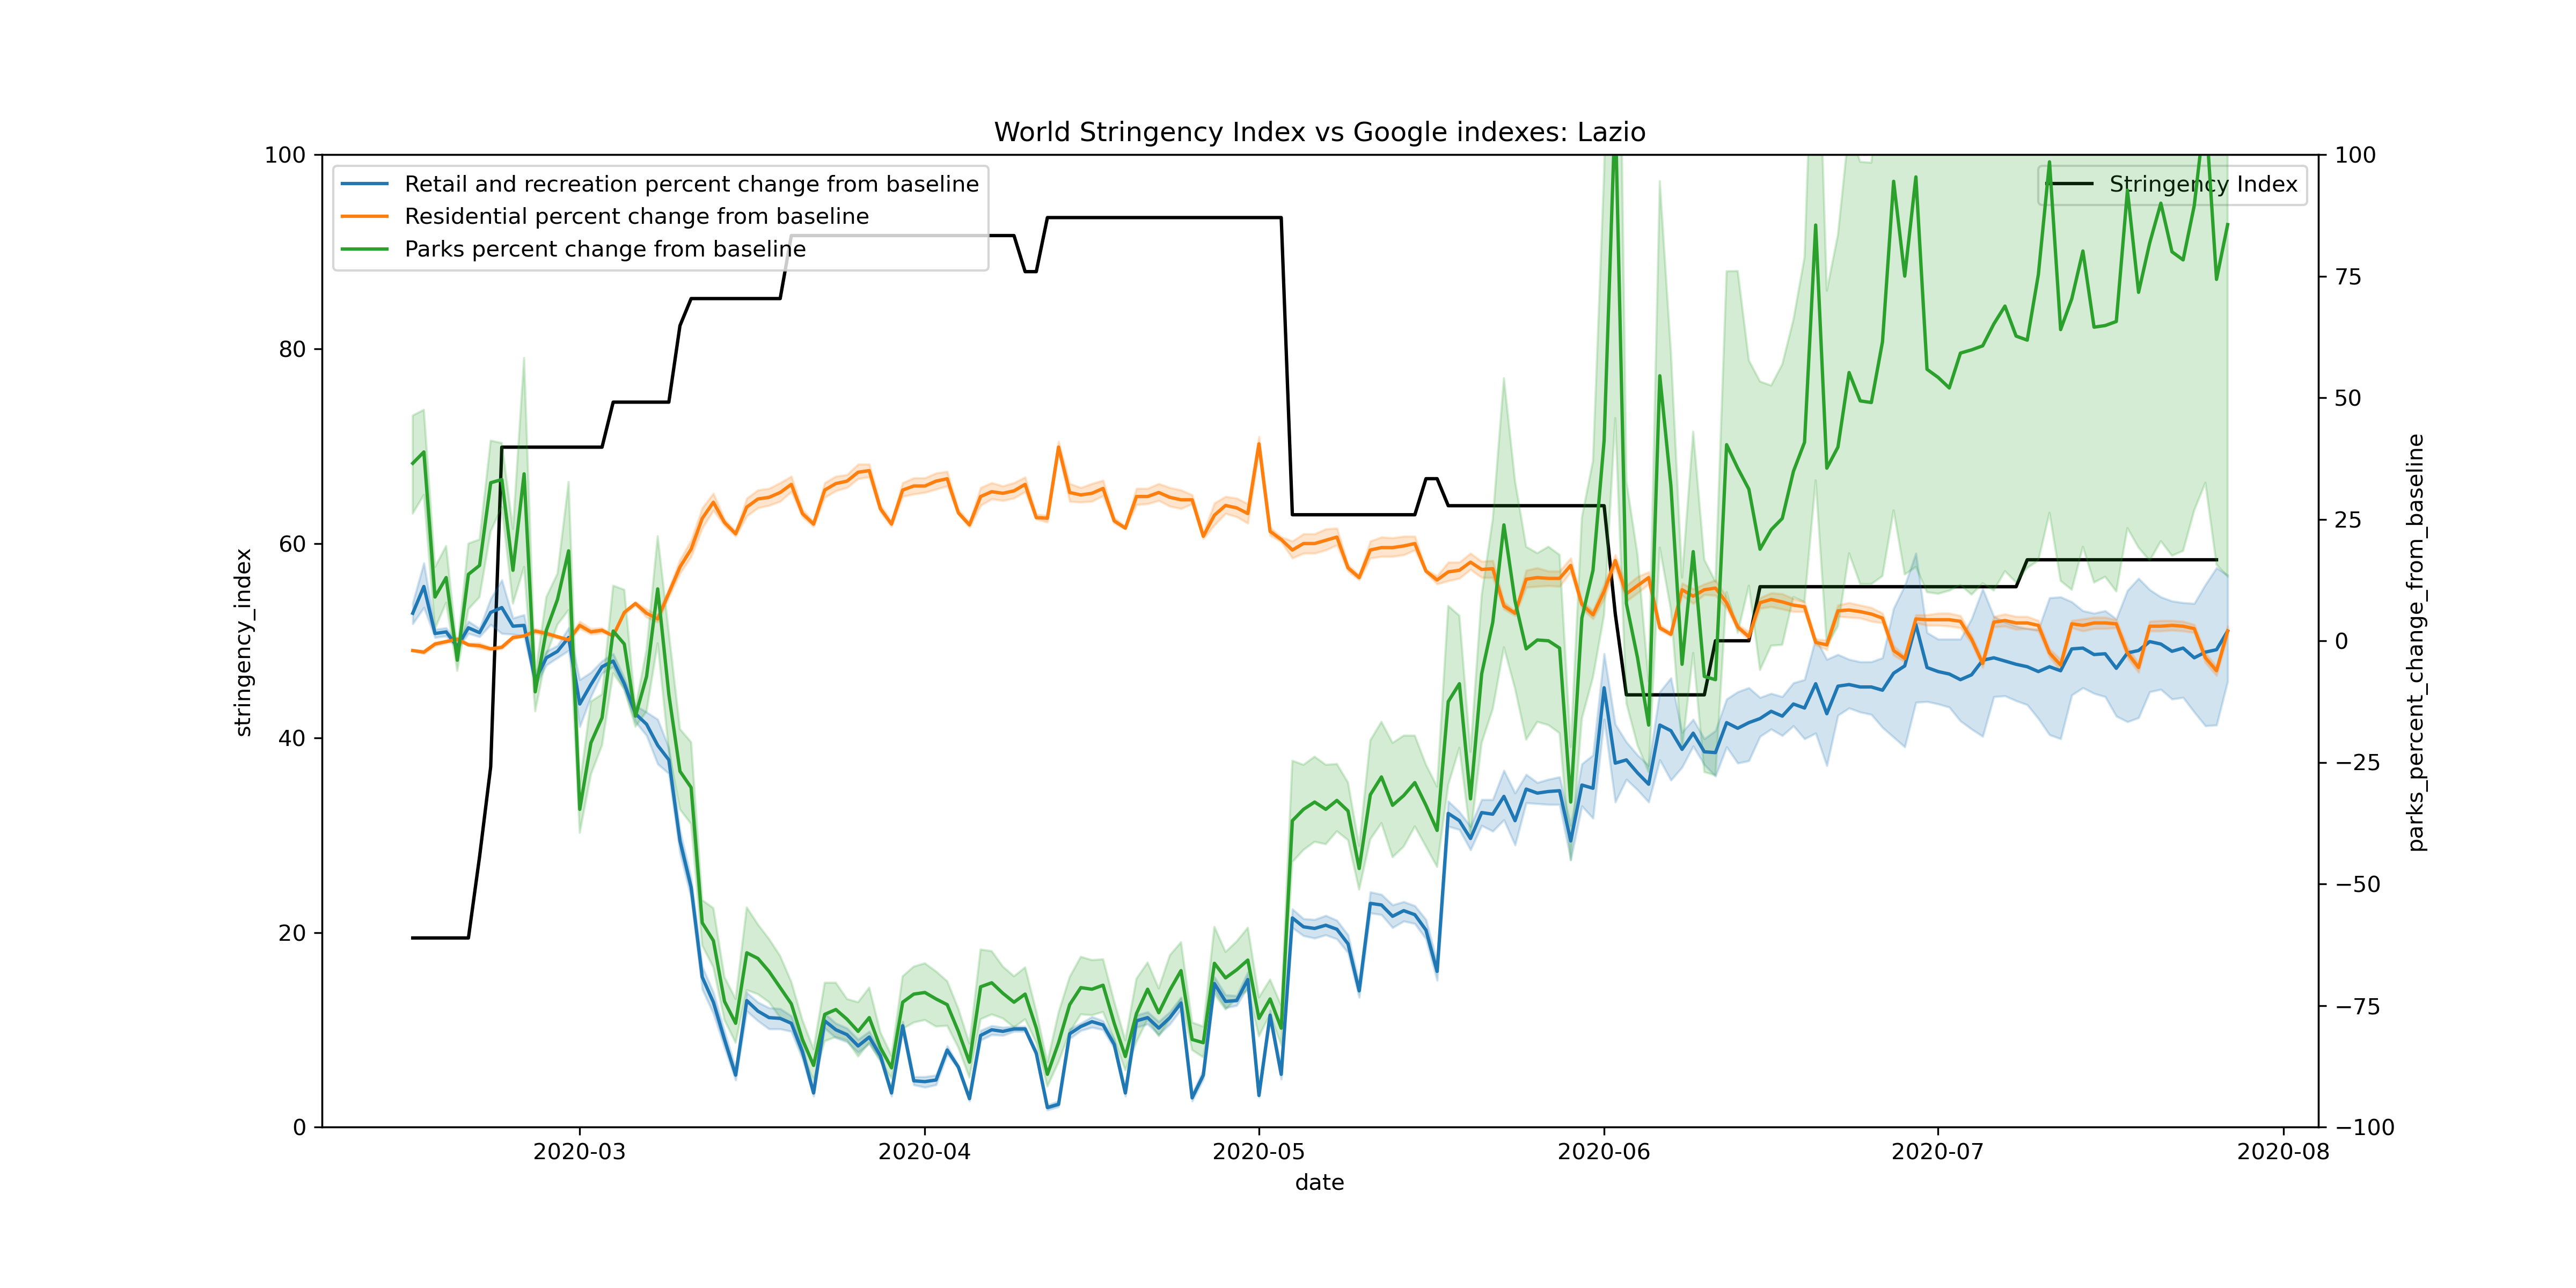 World Stringency Index vs Google indexes: Lazio
Retail and recreation percent change from baseline
Residential percent change from baseline
Parks percent change from baseline
Stringency Index
100
80
60
40
20
0
stringency_index
100
75
50
25
0
−25
−50
−75
−100
parks_percent_change_from_baseline
2020-03
2020-04
2020-05
2020-06
2020-07
2020-08
date